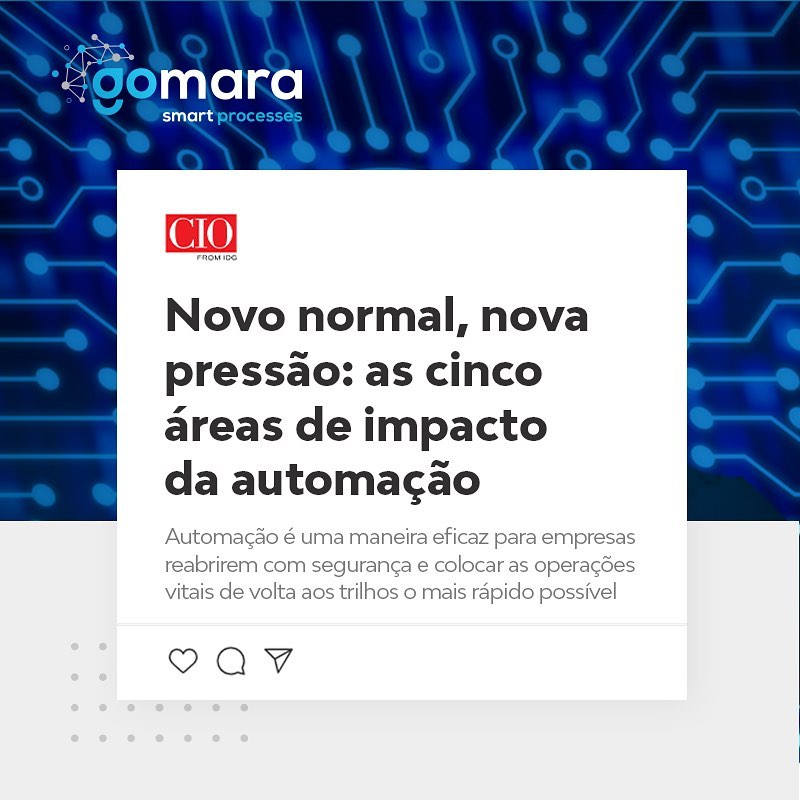 gomara
smart processes
CIO
FROM IDG
Novo normal, nova
pressão: as cinco
áreas de impacto
da automação
Automação é uma maneira eficaz para empresas
reabrirem com segurança e colocar as operações
vitais de volta aos trilhos o mais rápido possível